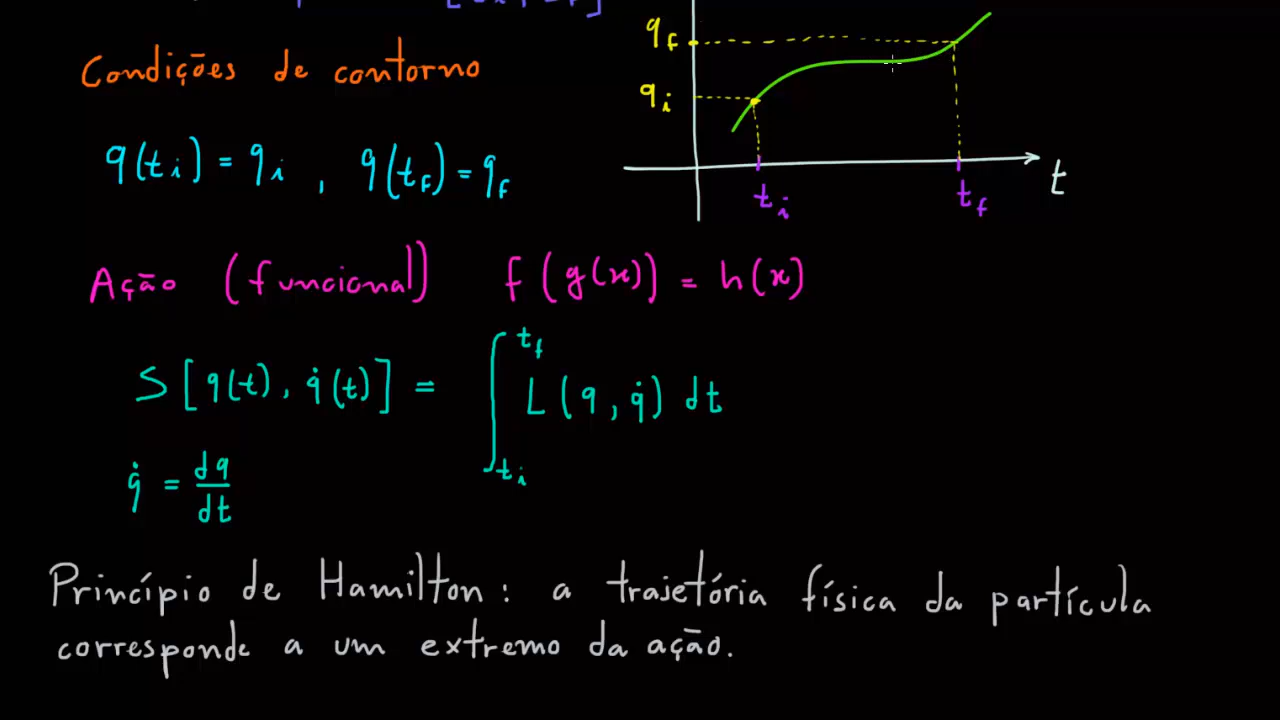 Condições de contorno
q(t_i) = q_i , q(t_f) = q_f
q_f
q_i
t_i
t_f
t
Ação (funcional) f(g(x)) = h(x)
S[q(t), q̇(t)] = ∫_{t_i}^{t_f} L(q, q̇) dt
q̇ = dq/dt
Princípio de Hamilton: a trajetória física da partícula
corresponde a um extremo da ação.